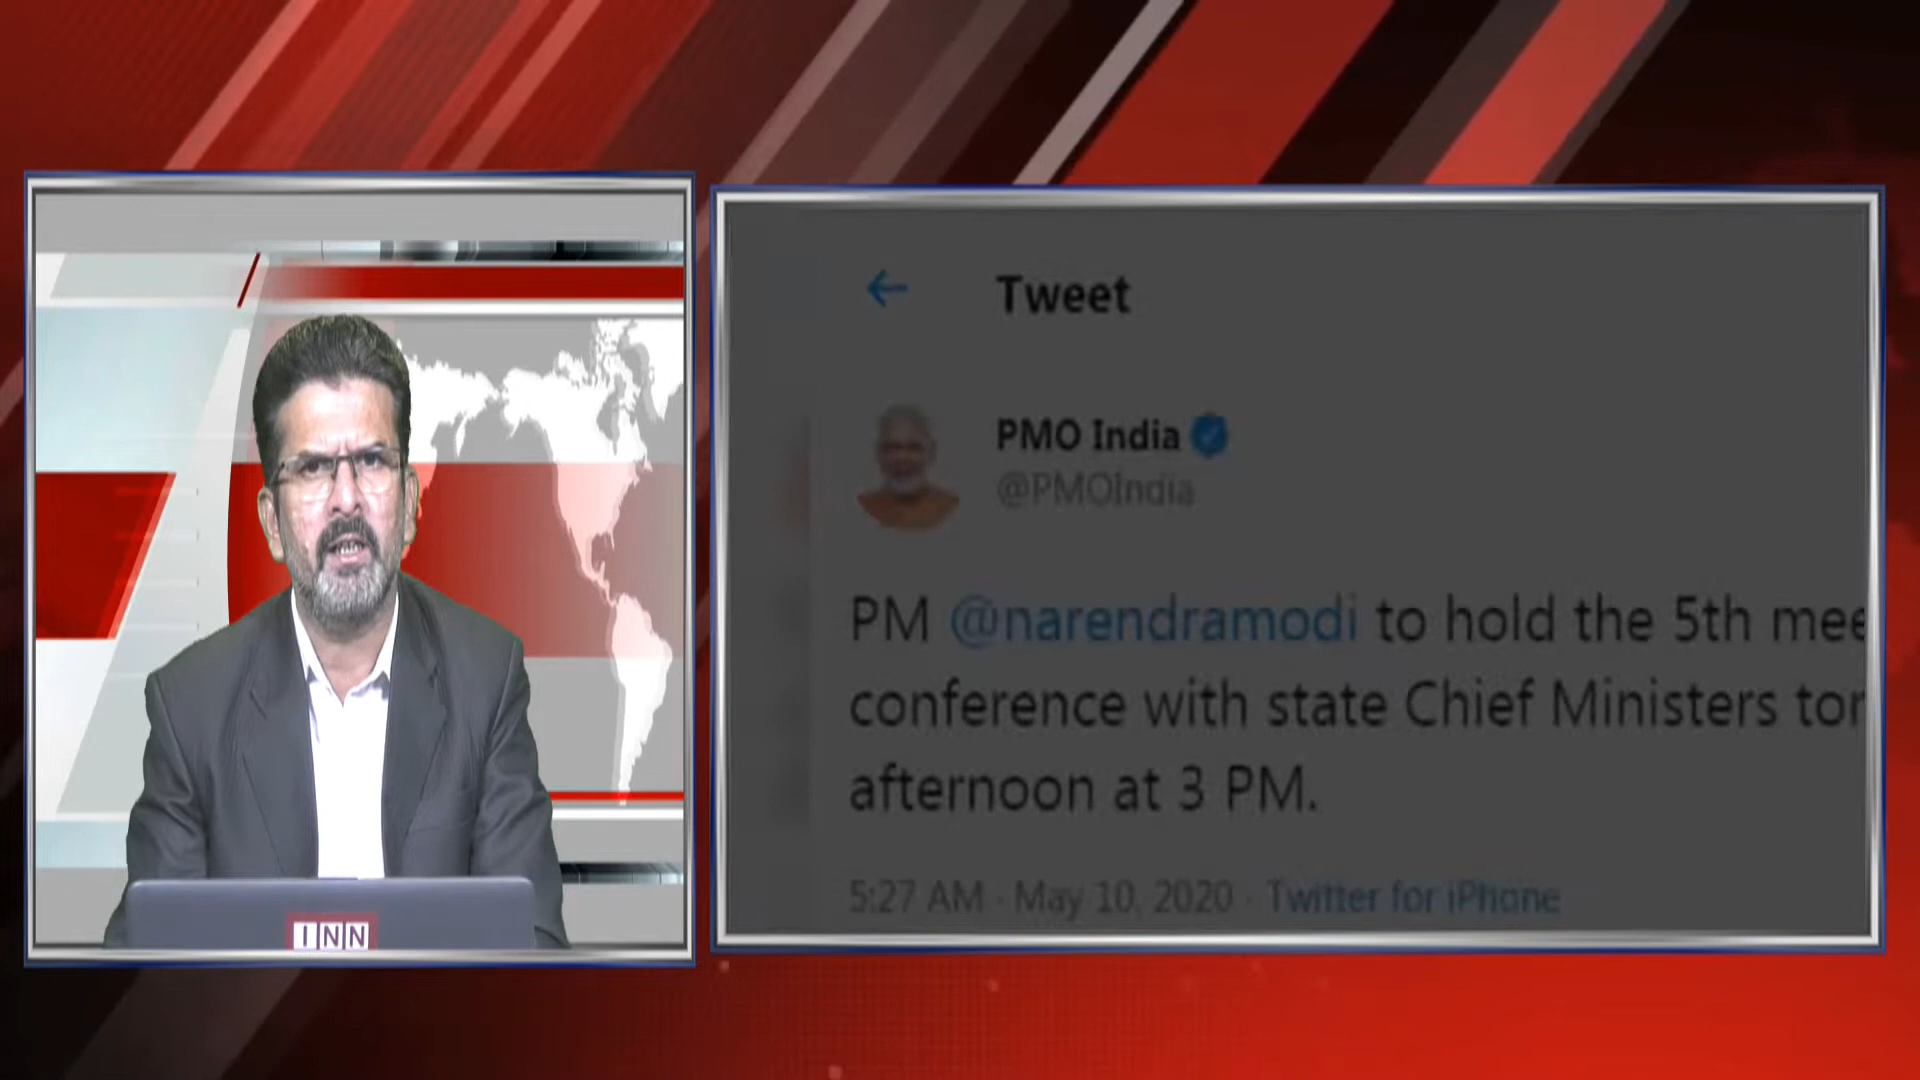 Tweet
PMO India
@PMOIndia
PM @narendramodi to hold the 5th mee
conference with state Chief Ministers tor
afternoon at 3 PM.
5:27 AM · May 10, 2020 · Twitter for iPhone
INN